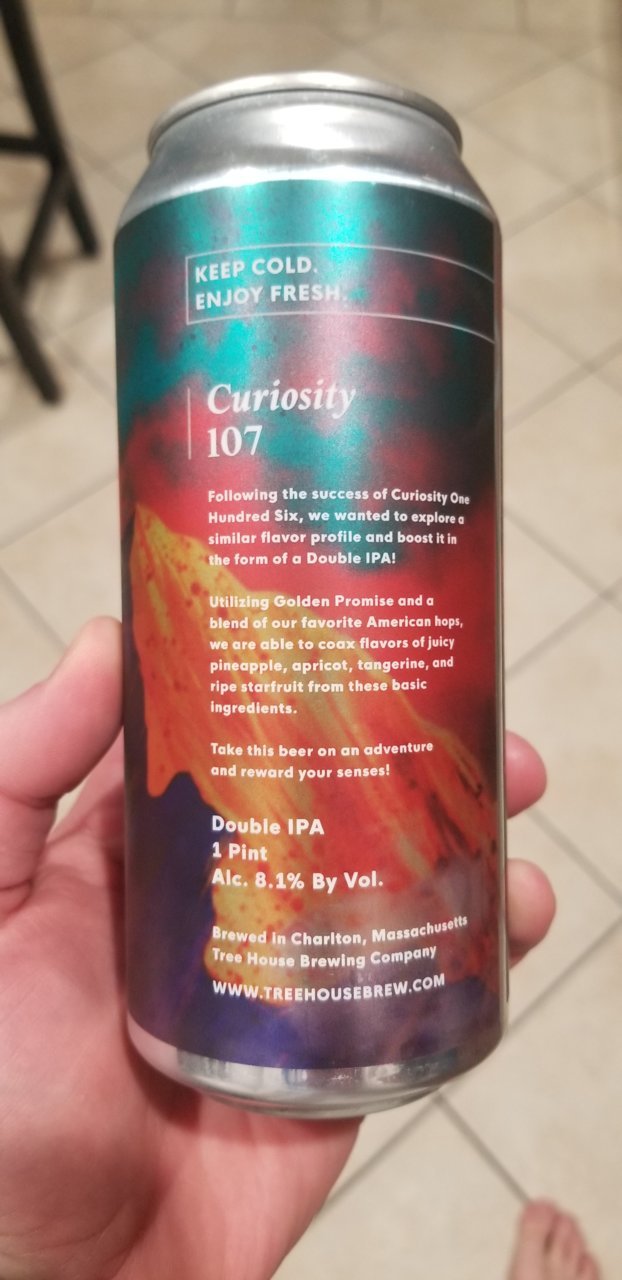 KEEP COLD.
ENJOY FRESH.
Curiosity
107
Following the success of Curiosity One
Hundred Six, we wanted to explore a
similar flavor profile and boost it in
the form of a Double IPA!
Utilizing Golden Promise and a
blend of our favorite American hops,
we are able to coax flavors of juicy
pineapple, apricot, tangerine, and
ripe starfruit from these basic
ingredients.
Take this beer on an adventure
and reward your senses!
Double IPA
1 Pint
Alc. 8.1% By Vol.
Brewed in Charlton, Massachusetts
Tree House Brewing Company
WWW.TREEHOUSEBREW.COM